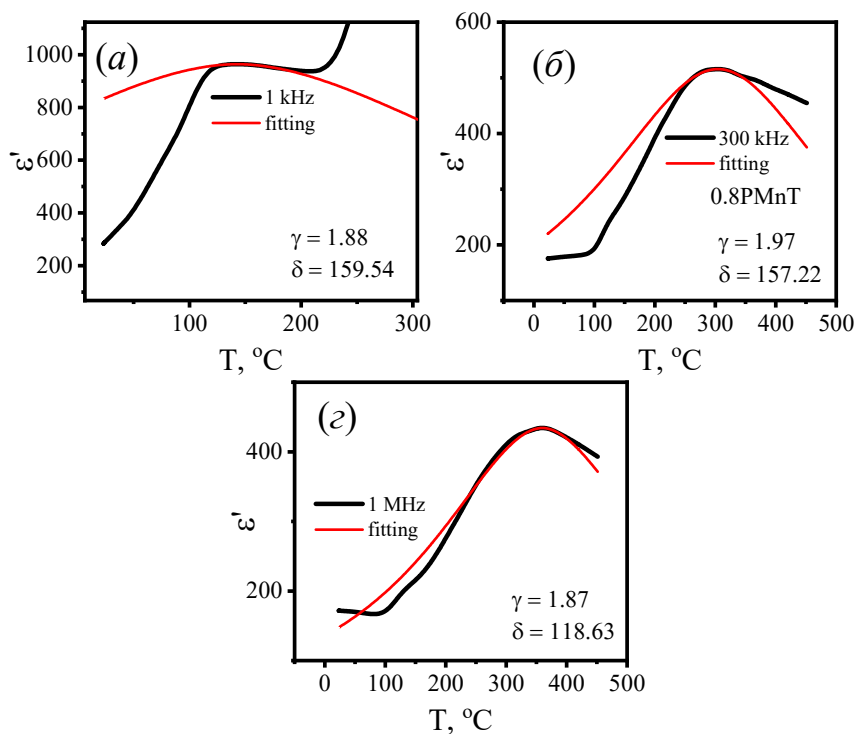 (а)
1000
800
600
400
200
ε'
1 kHz
fitting
γ = 1.88
δ = 159.54
100
200
300
T, °C
(б)
600
400
200
ε'
300 kHz
fitting
0.8PMnT
γ = 1.97
δ = 157.22
0
100
200
300
400
500
T, °C
(г)
400
200
ε'
1 MHz
fitting
γ = 1.87
δ = 118.63
0
100
200
300
400
500
T, °C